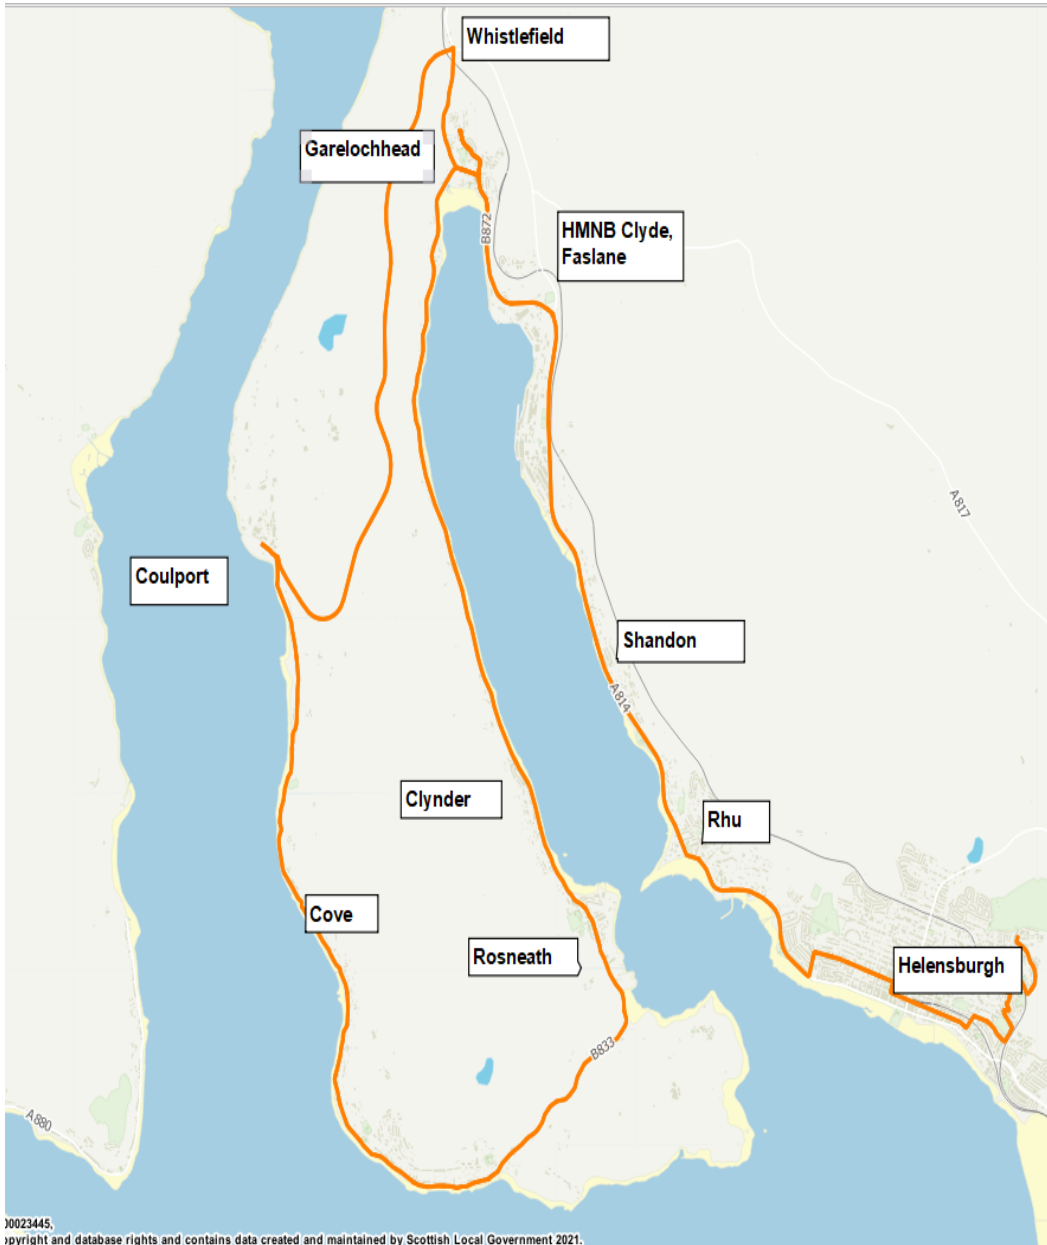 Whistlefield
Garelochhead
B872
HMNB Clyde,
Faslane
A817
Coulport
Shandon
A814
Clynder
Rhu
Cove
Rosneath
Helensburgh
B833
A880
00023445,
opyright and database rights and contains data created and maintained by Scottish Local Government 2021.